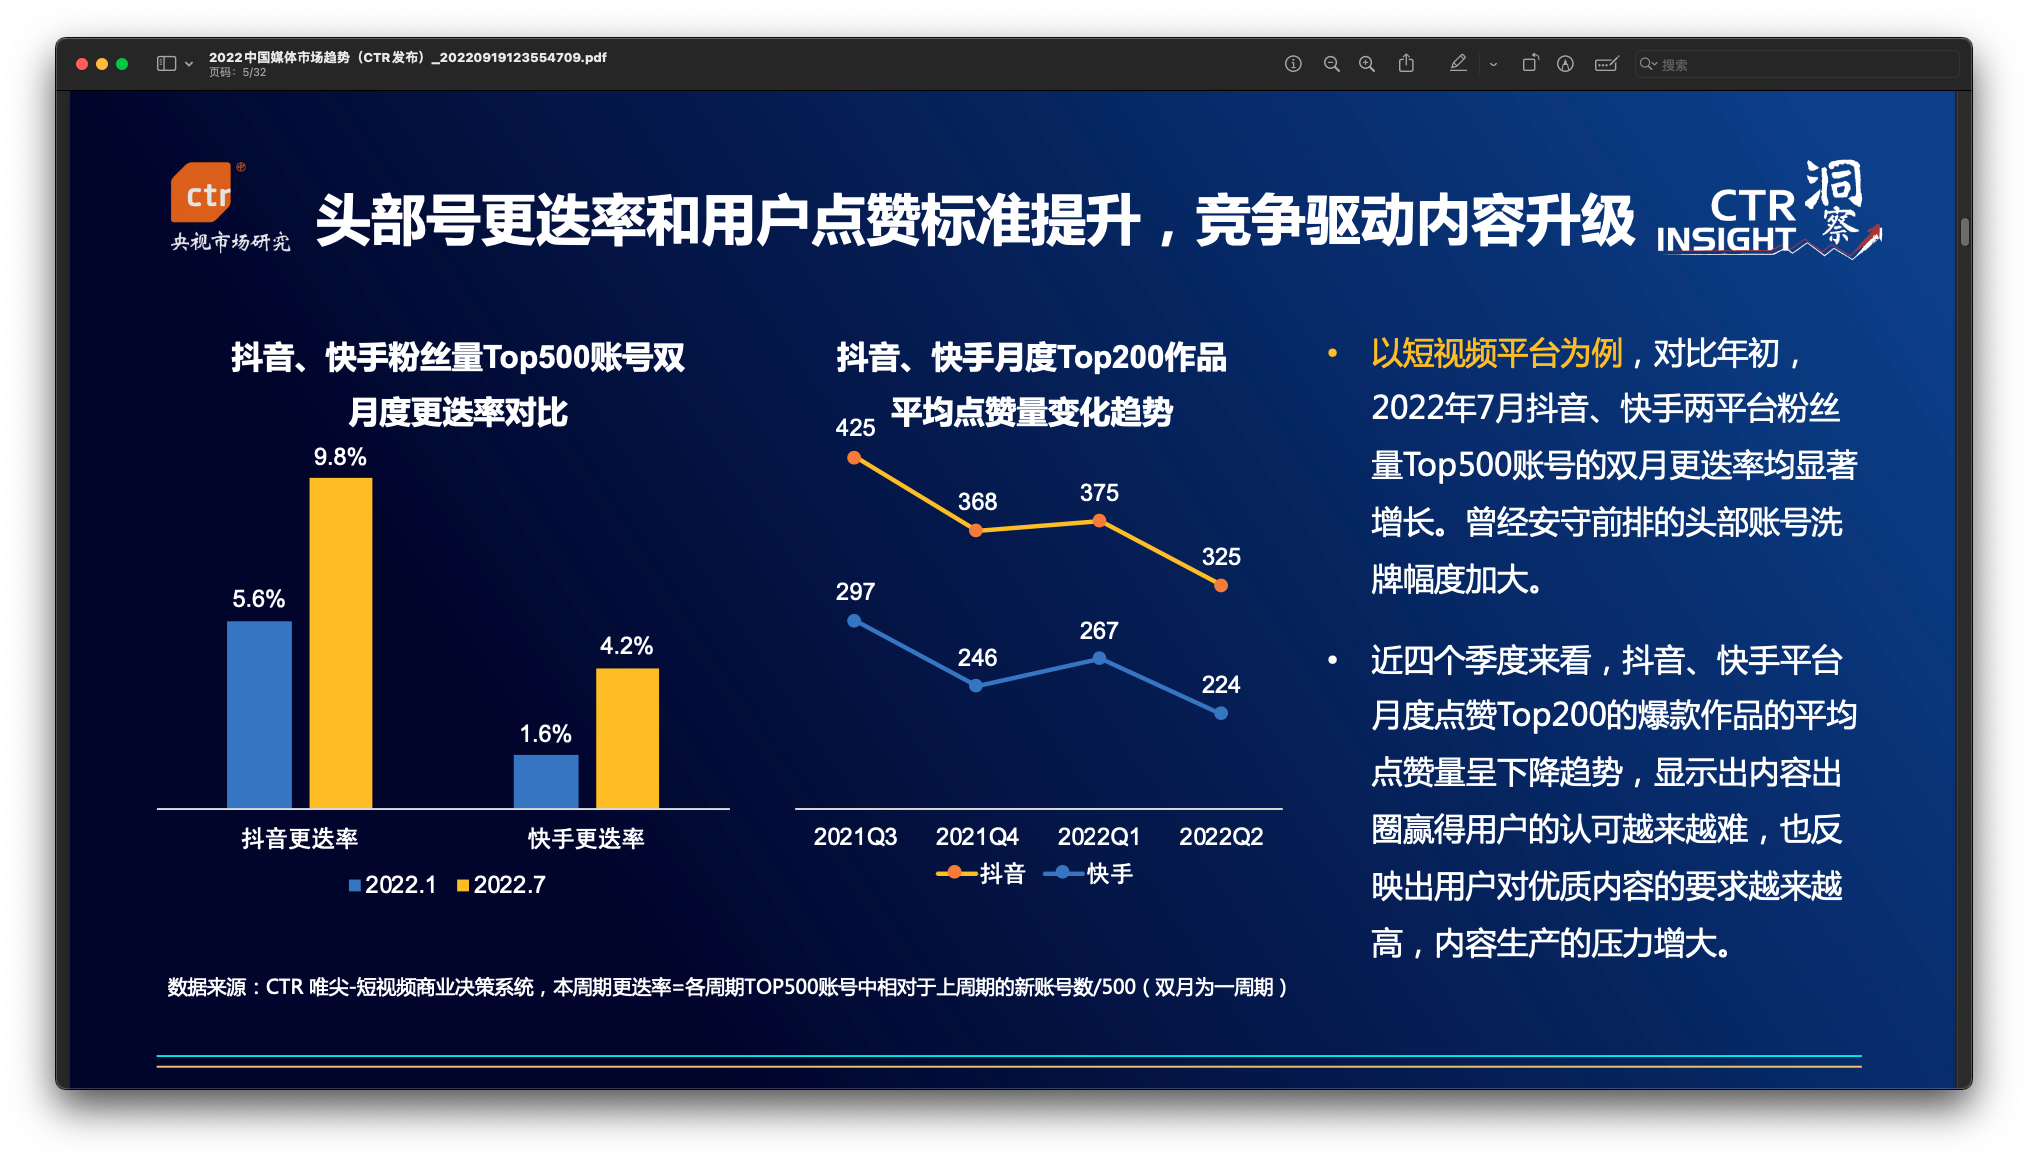 2022中国媒体市场趋势（CTR发布）_20220919123554709.pdf
页码：5/32
搜索
ctr
央视市场研究
头部号更迭率和用户点赞标准提升，竞争驱动内容升级
CTR 洞察
INSIGHT
抖音、快手粉丝量Top500账号双
月度更迭率对比
9.8%
5.6%
4.2%
1.6%
抖音更迭率
快手更迭率
2022.1
2022.7
抖音、快手月度Top200作品
平均点赞量变化趋势
425
368
375
325
297
246
267
224
2021Q3
2021Q4
2022Q1
2022Q2
抖音
快手
• 以短视频平台为例，对比年初，
2022年7月抖音、快手两平台粉丝
量Top500账号的双月更迭率均显著
增长。曾经安守前排的头部账号洗
牌幅度加大。
• 近四个季度来看，抖音、快手平台
月度点赞Top200的爆款作品的平均
点赞量呈下降趋势，显示出内容出
圈赢得用户的认可越来越难，也反
映出用户对优质内容的要求越来越
高，内容生产的压力增大。
数据来源：CTR 唯尖-短视频商业决策系统，本周期更迭率=各周期TOP500账号中相对于上周期的新账号数/500（双月为一周期）